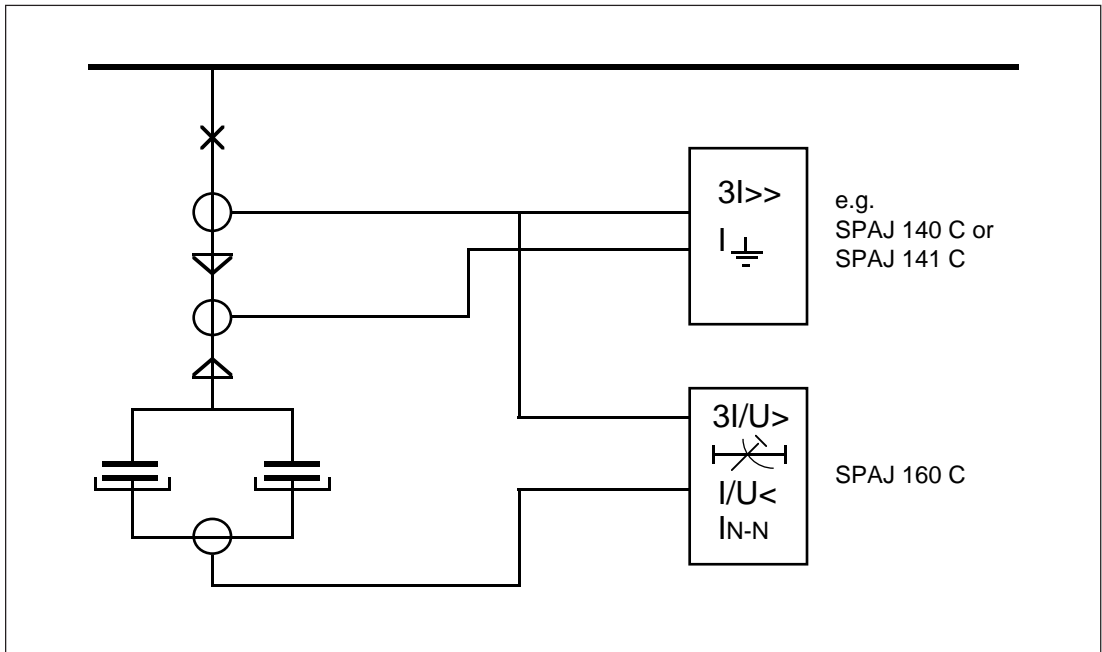 3I>>
I
e.g.
SPAJ 140 C or
SPAJ 141 C
3I/U>
I/U<
IN-N
SPAJ 160 C